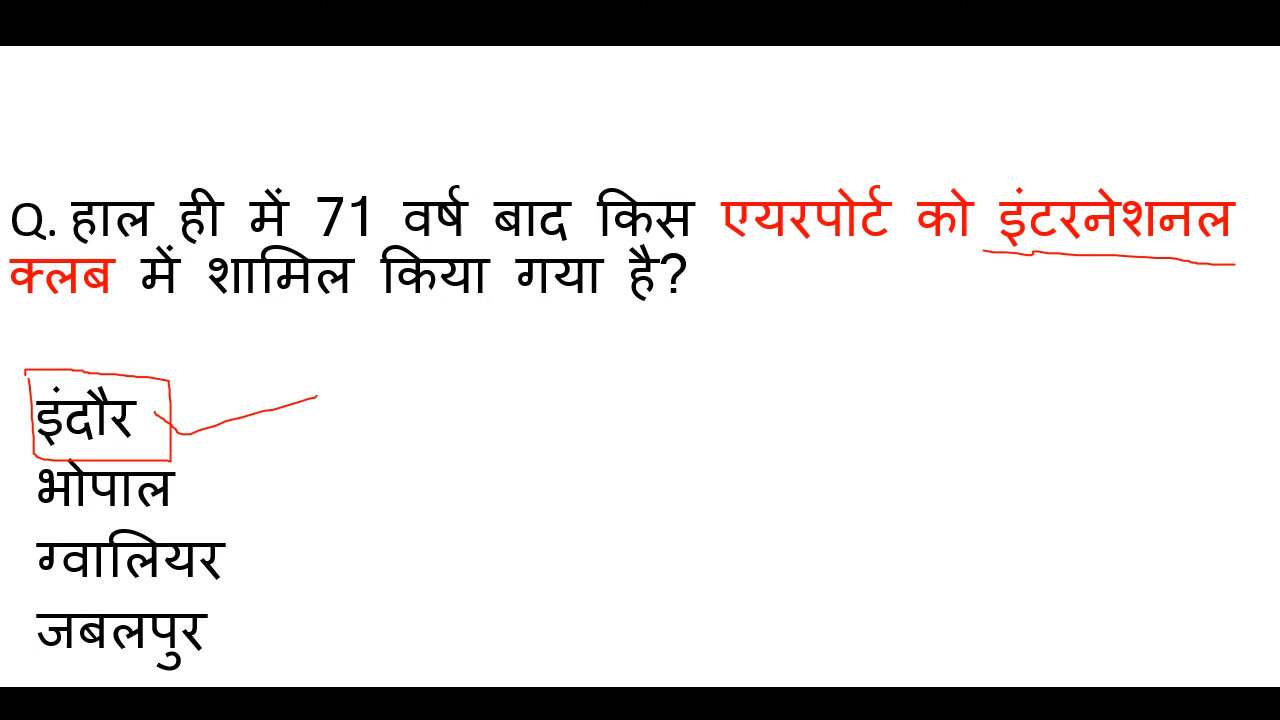 Q. हाल ही में 71 वर्ष बाद किस एयरपोर्ट को इंटरनेशनल
क्लब में शामिल किया गया है?
इंदौर
भोपाल
ग्वालियर
जबलपुर